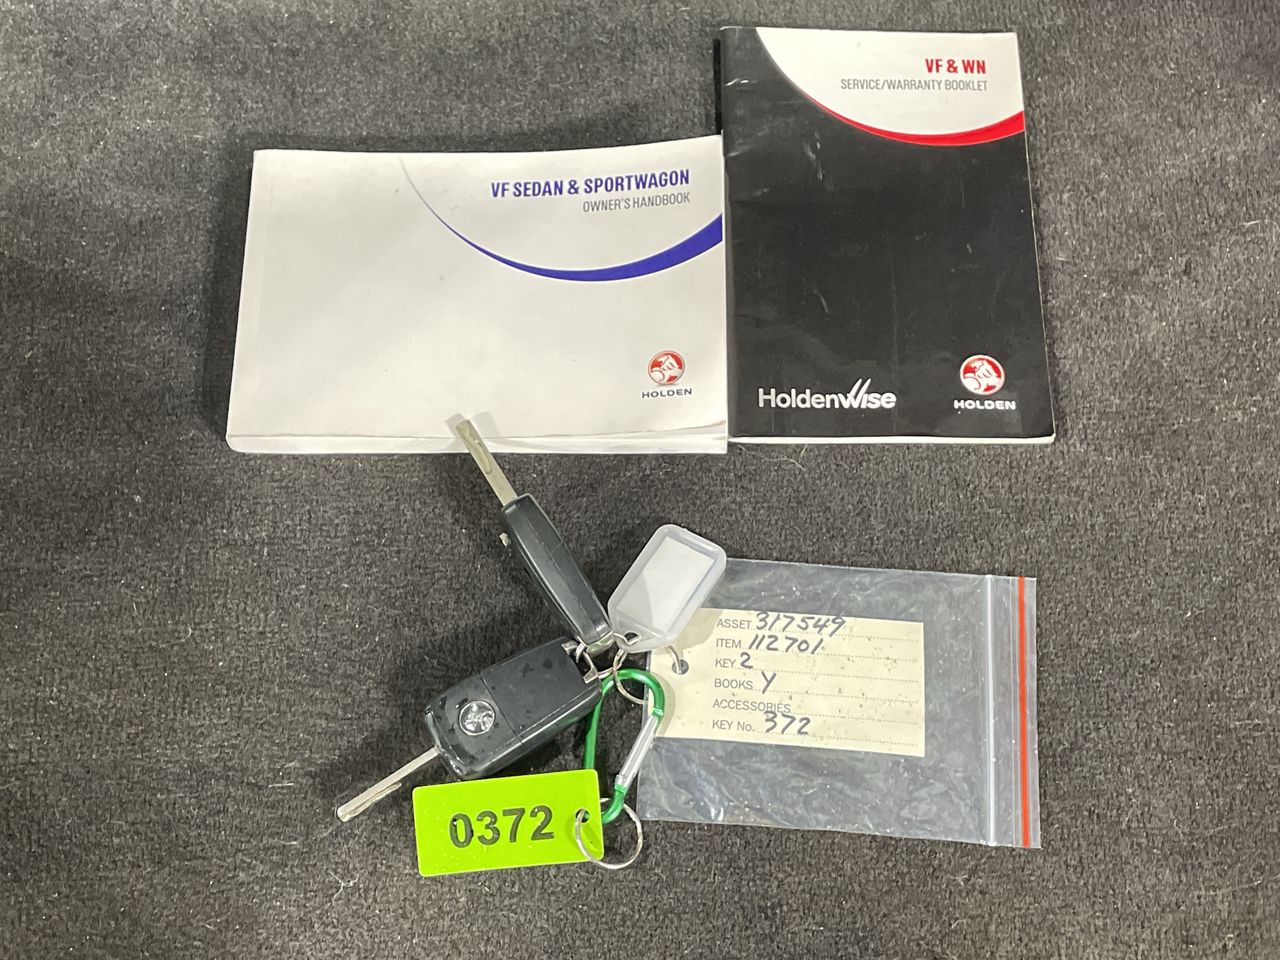 VF SEDAN & SPORTWAGON
OWNER'S HANDBOOK
HOLDEN
VF & WN
SERVICE/WARRANTY BOOKLET
HoldenWise
HOLDEN
ASSET 317549
ITEM 112701
KEY 2
BOOKS Y
ACCESSORIES
KEY No. 372
0372